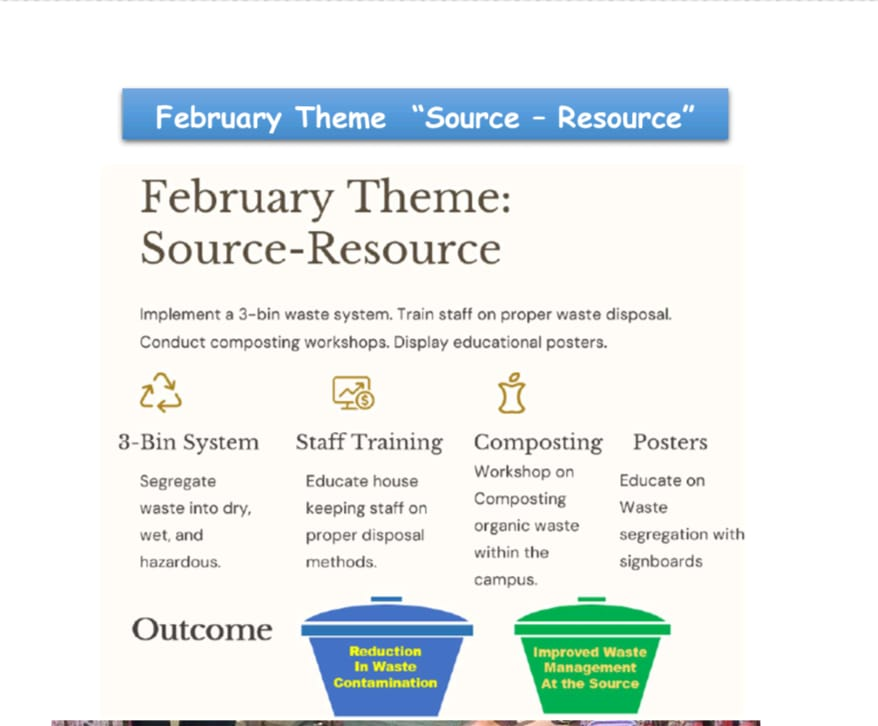 February Theme “Source – Resource”
February Theme:
Source-Resource
Implement a 3-bin waste system. Train staff on proper waste disposal.
Conduct composting workshops. Display educational posters.
3-Bin System
Segregate
waste into dry,
wet, and
hazardous.
Staff Training
Educate house
keeping staff on
proper disposal
methods.
Composting
Workshop on
Composting
organic waste
within the
campus.
Posters
Educate on
Waste
segregation with
signboards
Outcome
Reduction
In Waste
Contamination
Improved Waste
Management
At the Source